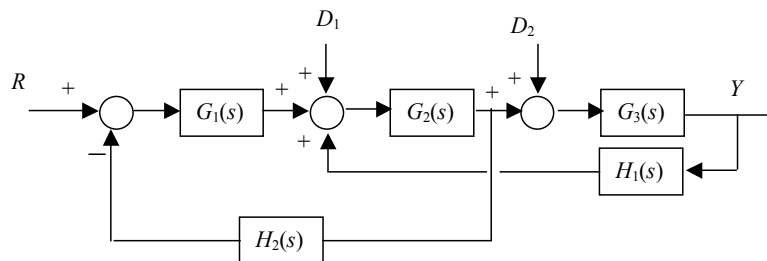 D₁ D₂
R + + + + + Y
G₁(s) G₂(s) G₃(s)
− + H₁(s)
H₂(s)